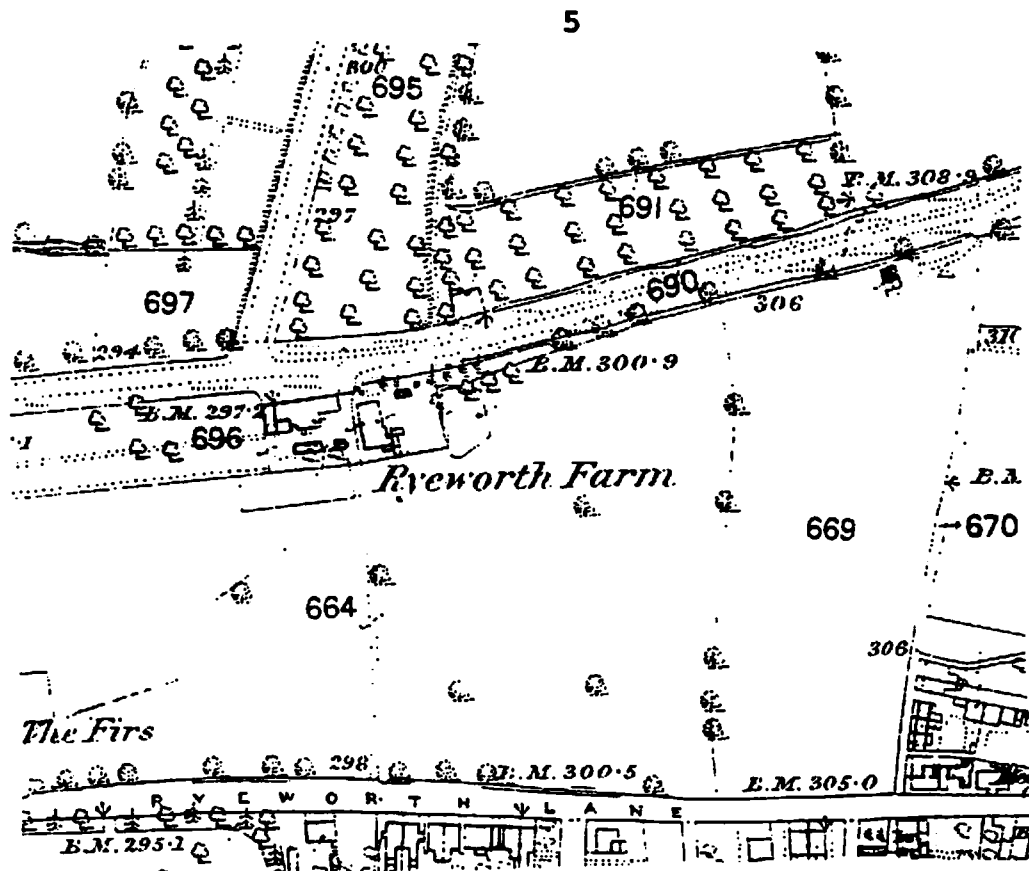 5
695
297
691
B.M. 308·9
697
690
306
294
B.M. 300·9
B.M. 297·2
696
Ryeworth Farm
669
670
664
306
The Firs
298
B.M. 300·5
B.M. 305·0
RYEWORTH LANE
B.M. 295·1